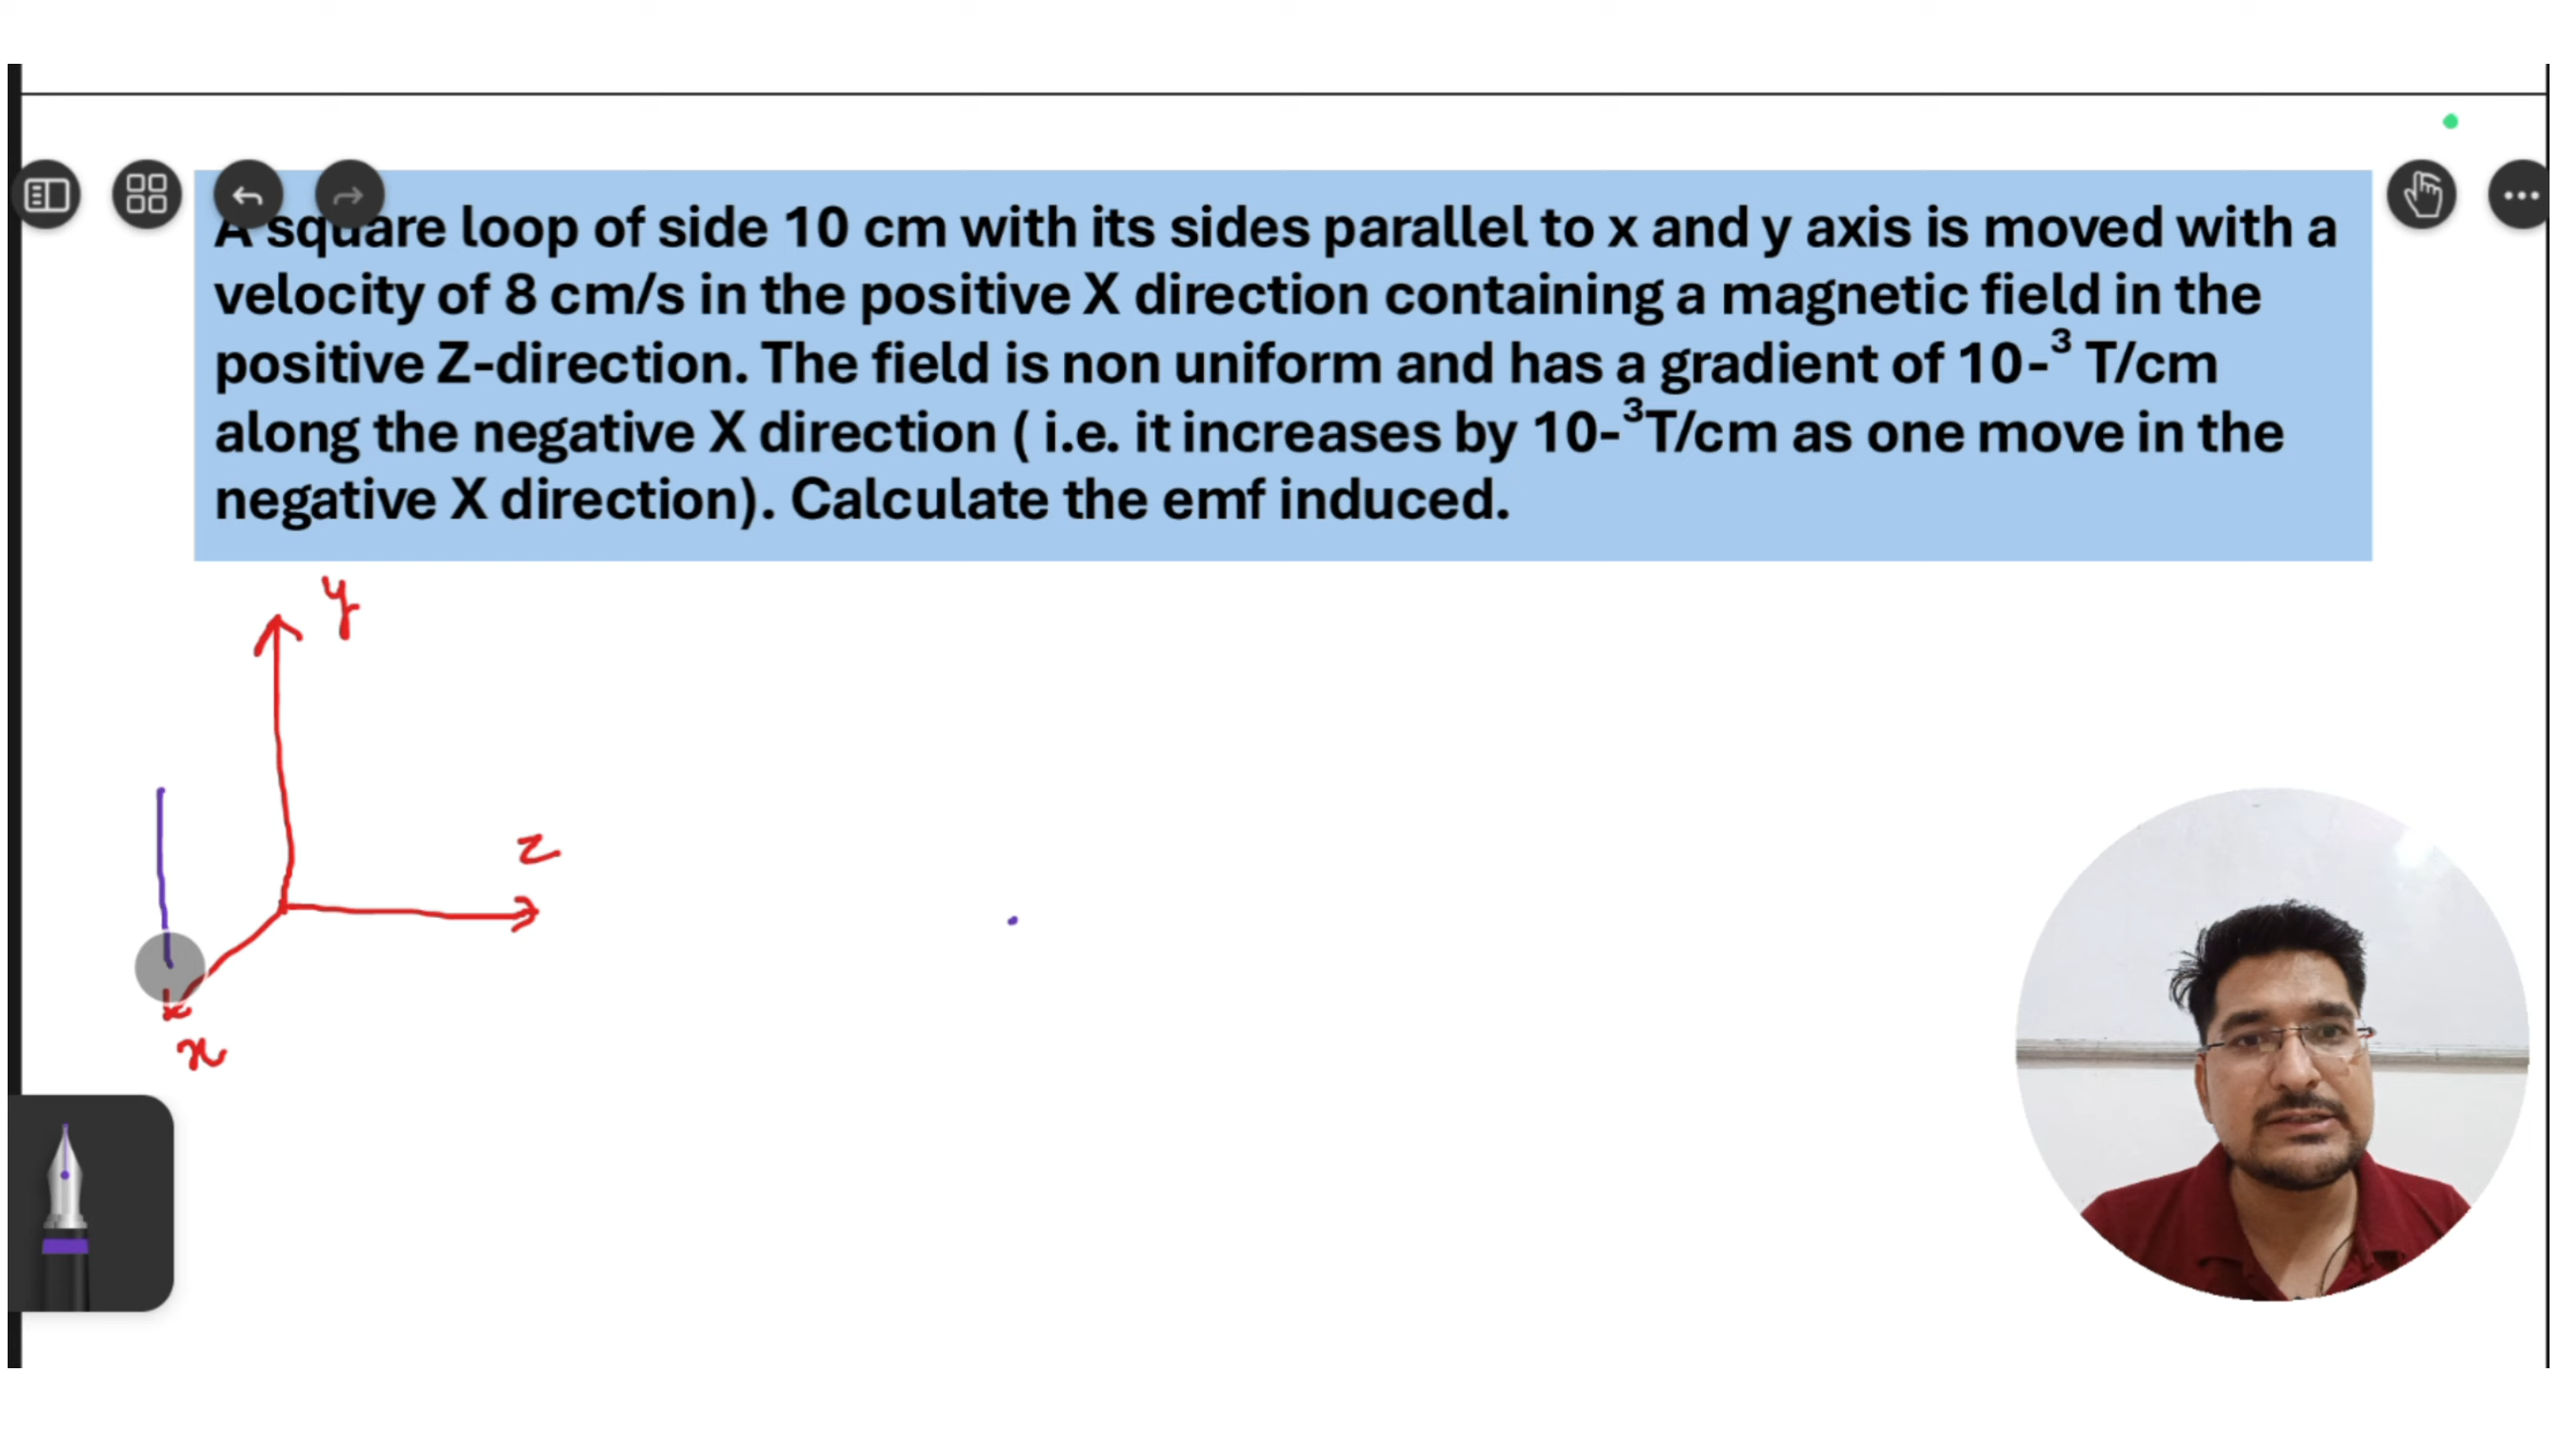 A square loop of side 10 cm with its sides parallel to x and y axis is moved with a
velocity of 8 cm/s in the positive X direction containing a magnetic field in the
positive Z-direction. The field is non uniform and has a gradient of 10-³ T/cm
along the negative X direction ( i.e. it increases by 10-³T/cm as one move in the
negative X direction). Calculate the emf induced.
y
z
x